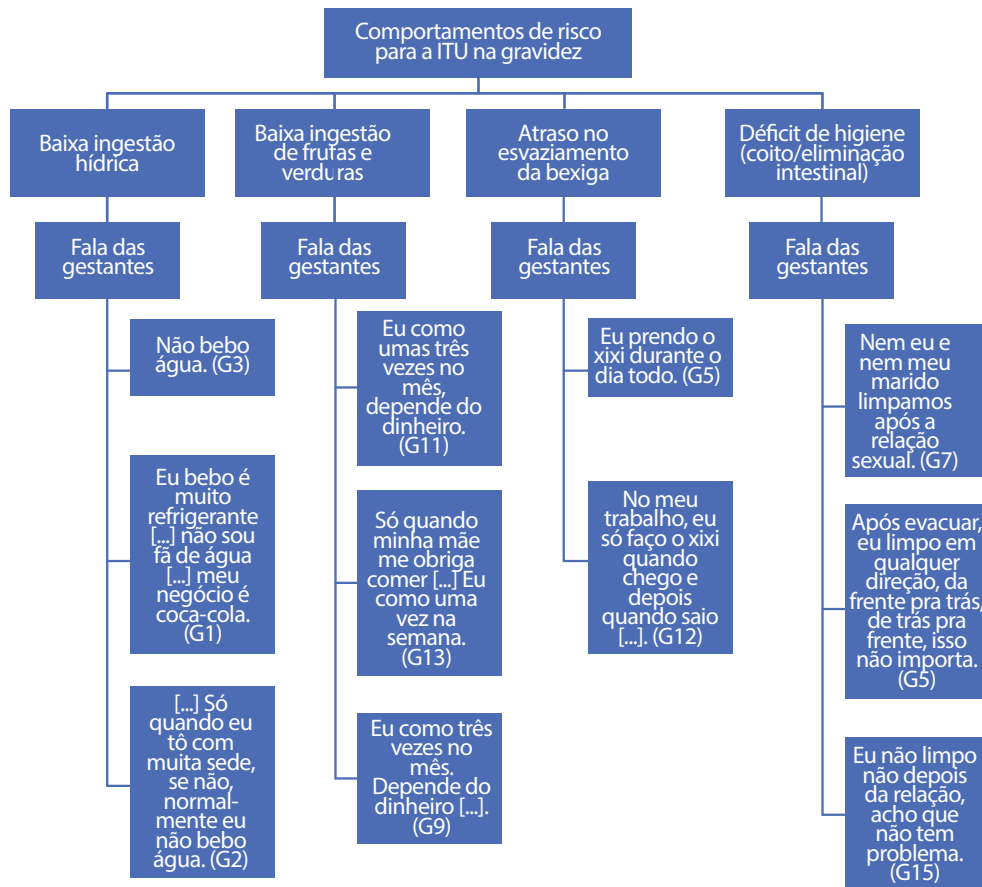 Comportamentos de risco
para a ITU na gravidez
Baixa ingestão
hídrica
Baixa ingestão
de frutas e
verduras
Atraso no
esvaziamento
da bexiga
Déficit de higiene
(coito/eliminação
intestinal)
Fala das
gestantes
Fala das
gestantes
Fala das
gestantes
Fala das
gestantes
Não bebo
água. (G3)
Eu bebo é
muito
refrigerante
[...] não sou
fã de água
[...] meu
negócio é
coca-cola.
(G1)
[...] Só
quando eu
tô com
muita sede,
se não,
normal-
mente eu
não bebo
água. (G2)
Eu como
umas três
vezes no
mês,
depende do
dinheiro.
(G11)
Só quando
minha mãe
me obriga
comer [...] Eu
como uma
vez na
semana.
(G13)
Eu como três
vezes no
mês.
Depende do
dinheiro [...].
(G9)
Eu prendo o
xixi durante o
dia todo. (G5)
No meu
trabalho, eu
só faço o xixi
quando
chego e
depois
quando saio
[...]. (G12)
Nem eu e
nem meu
marido
limpamos
após a
relação
sexual. (G7)
Após evacuar,
eu limpo em
qualquer
direção, da
frente pra trás,
de trás pra
frente, isso
não importa.
(G5)
Eu não limpo
não depois
da relação,
acho que
não tem
problema.
(G15)